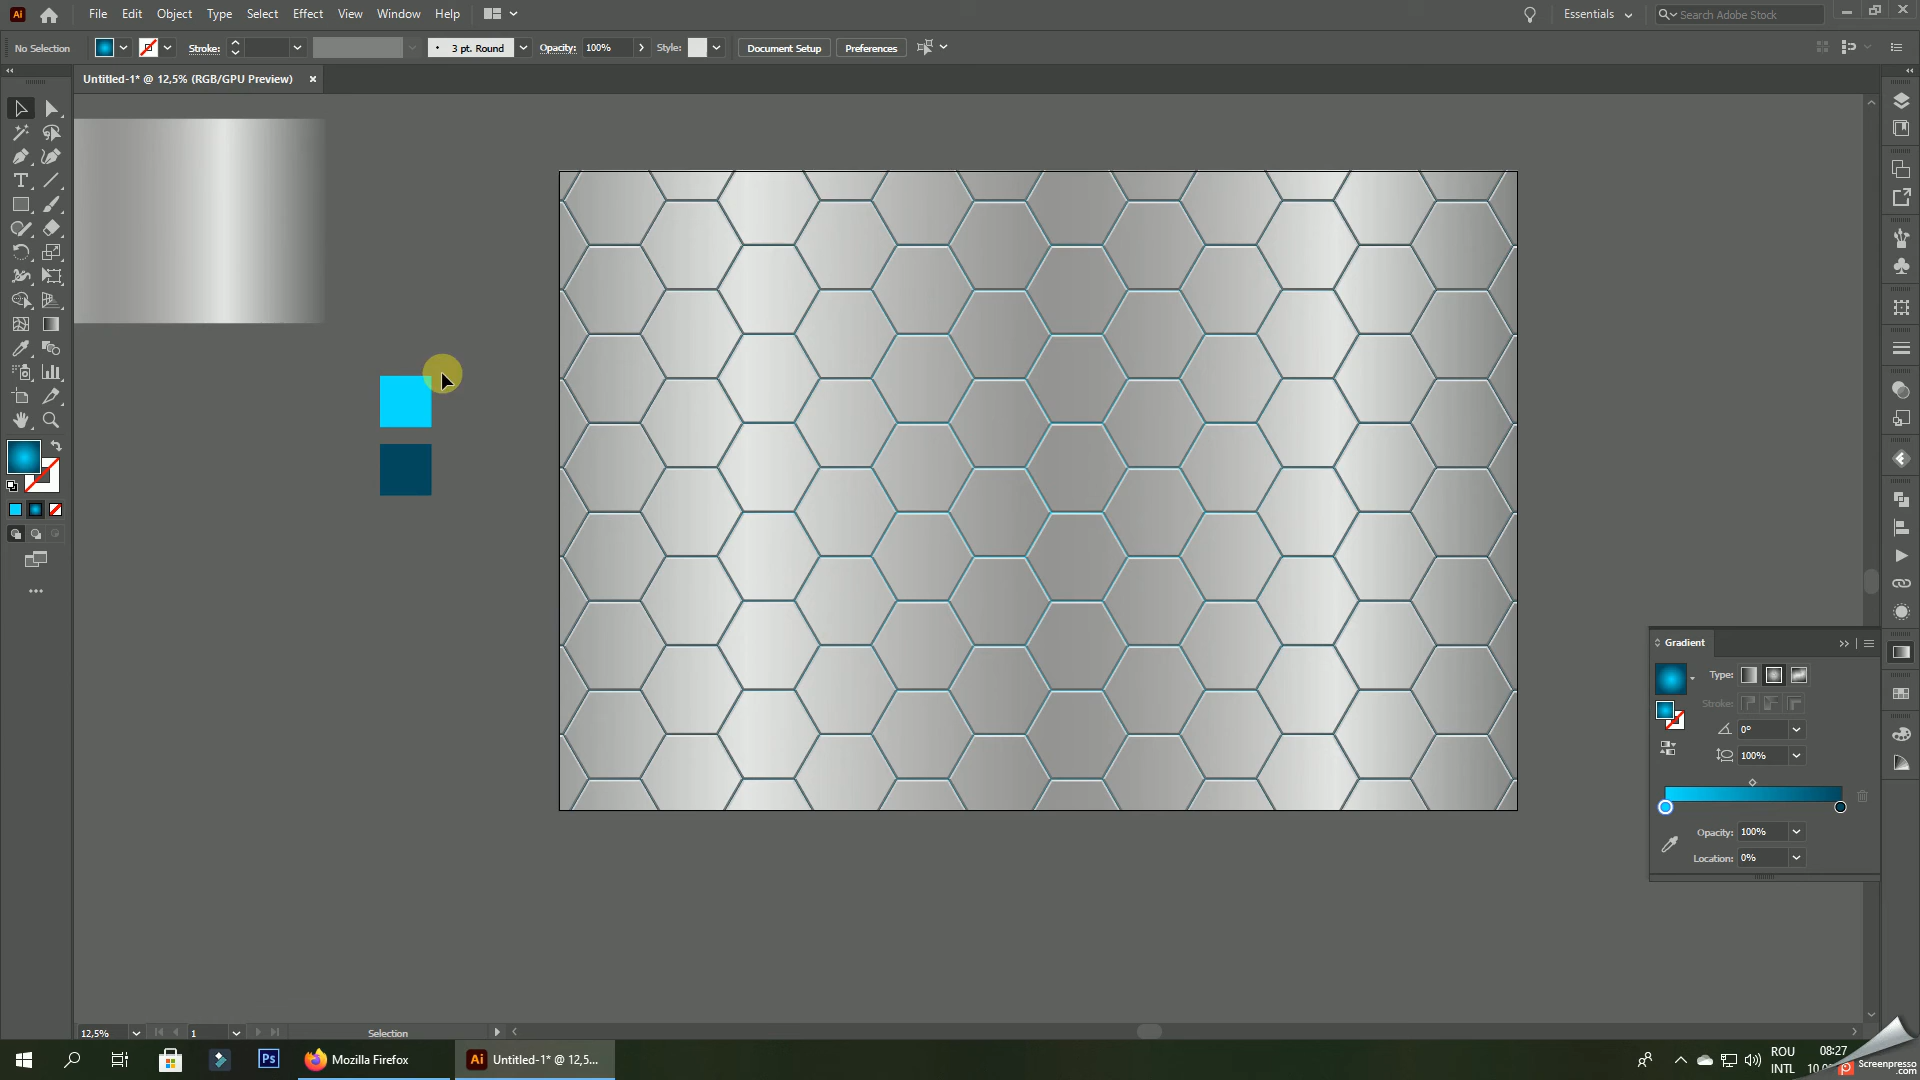 Ai File Edit Object Type Select Effect View Window Help Essentials Search Adobe Stock
No Selection Stroke: 3 pt. Round Opacity: 100% Style: Document Setup Preferences
Untitled-1* @ 12,5% (RGB/GPU Preview) ×
Gradient
Type:
Stroke:
0°
100%
Opacity: 100%
Location: 0%
12,5% 1 Selection
Ps Mozilla Firefox Ai Untitled-1* @ 12,5... ROU 08:27
INTL
Screenpresso
.com